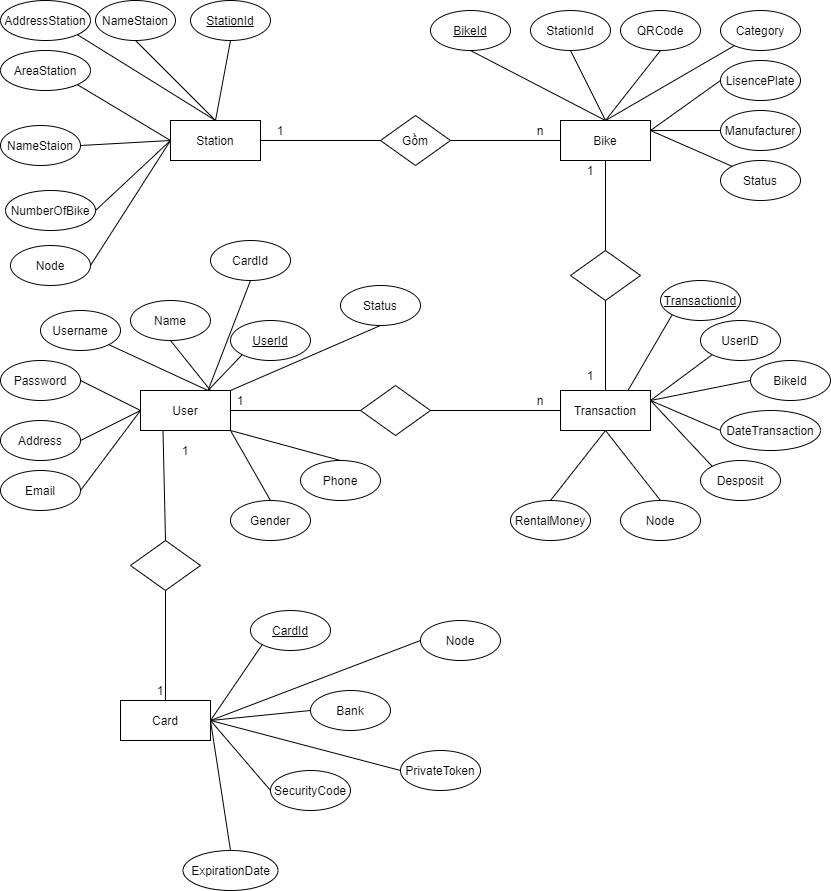 AddressStation
NameStaion
StationId
AreaStation
NameStaion
NumberOfBike
Node
Station
1
Gồm
n
BikeId
StationId
QRCode
Category
LisencePlate
Manufacturer
Status
Bike
1
1
CardId
Status
Name
Username
UserId
Password
Address
Email
User
1
n
1
Phone
Gender
TransactionId
UserID
BikeId
DateTransaction
Desposit
Transaction
RentalMoney
Node
1
Card
CardId
Node
Bank
PrivateToken
SecurityCode
ExpirationDate